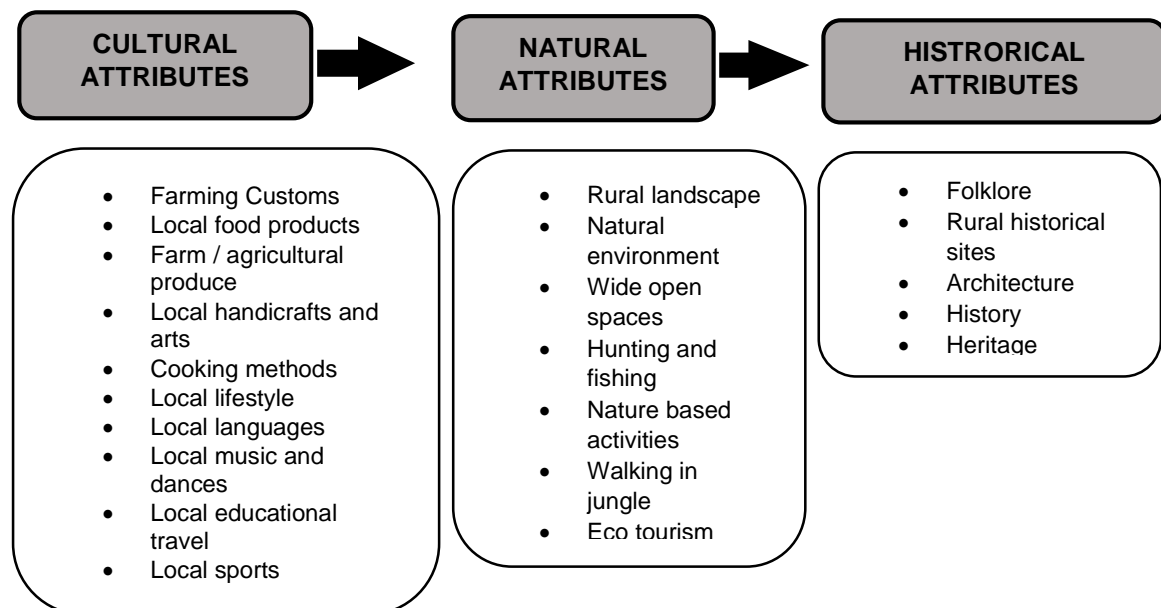 CULTURAL
ATTRIBUTES
NATURAL
ATTRIBUTES
HISTRORICAL
ATTRIBUTES
• Farming Customs
• Local food products
• Farm / agricultural
produce
• Local handicrafts and
arts
• Cooking methods
• Local lifestyle
• Local languages
• Local music and
dances
• Local educational
travel
• Local sports
• Rural landscape
• Natural
environment
• Wide open
spaces
• Hunting and
fishing
• Nature based
activities
• Walking in
jungle
• Eco tourism
• Folklore
• Rural historical
sites
• Architecture
• History
• Heritage